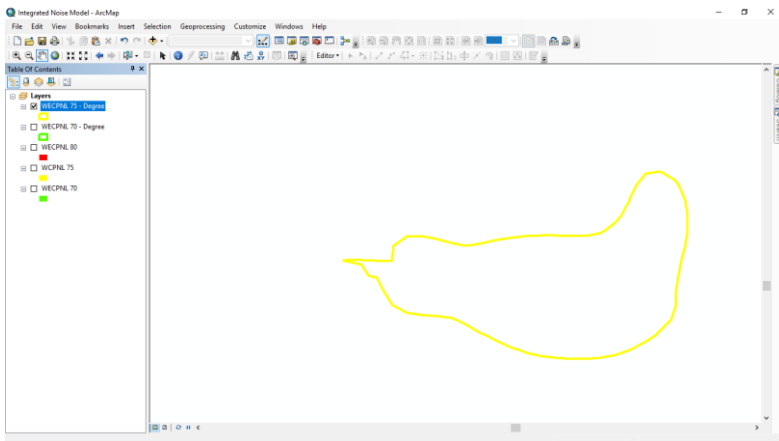 Integrated Noise Model - ArcMap
File Edit View Bookmarks Insert Selection Geoprocessing Customize Windows Help
Editor
Table Of Contents
Layers
WECPNL 75 - Degree
WECPNL 70 - Degree
WECPNL 80
WCPNL 75
WECPNL 70